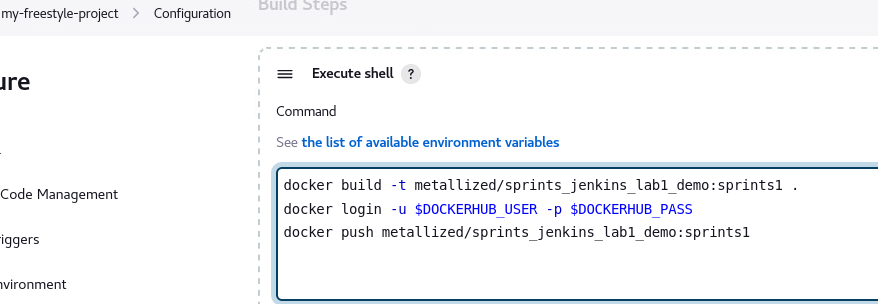 my-freestyle-project > Configuration
Build Steps
ure
Execute shell ?
Command
See the list of available environment variables
Code Management
docker build -t metallized/sprints_jenkins_lab1_demo:sprints1 .
docker login -u $DOCKERHUB_USER -p $DOCKERHUB_PASS
docker push metallized/sprints_jenkins_lab1_demo:sprints1
riggers
nvironment